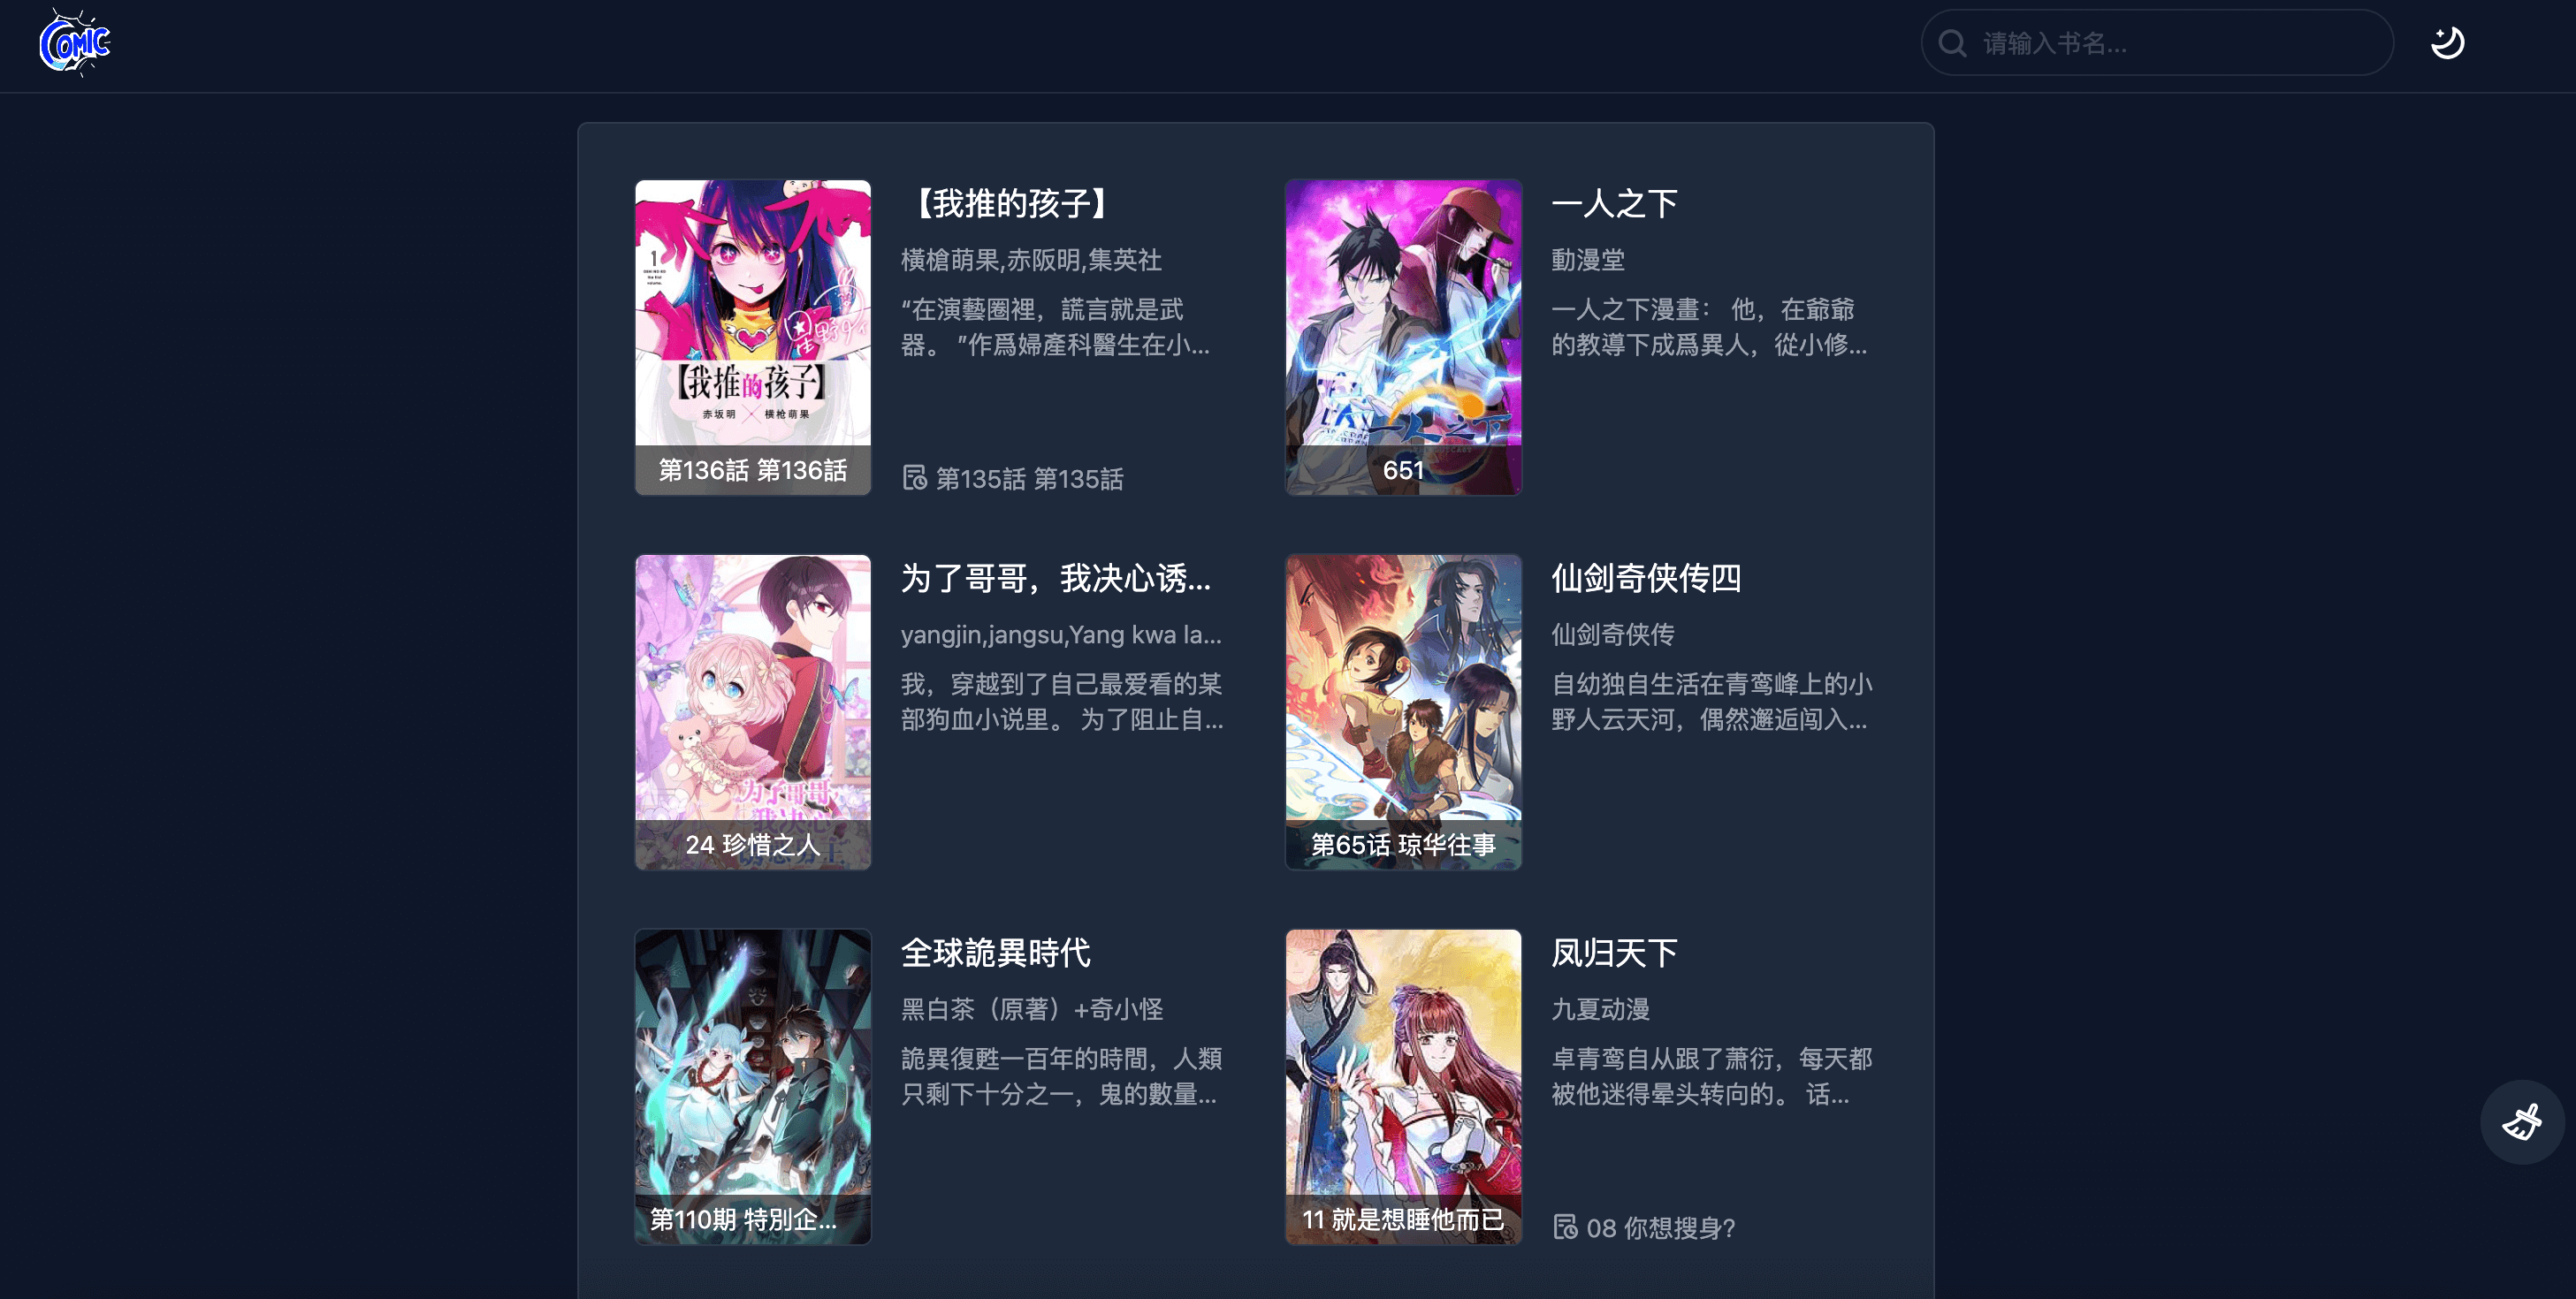 COMIC
请输入书名...
【我推的孩子】
橫槍萌果,赤阪明,集英社
“在演藝圈裡，謊言就是武
器。 ”作爲婦產科醫生在小...
1
【我推的孩子】
赤坂明 × 横枪萌果
第136話 第136話
第135話 第135話
一人之下
動漫堂
一人之下漫畫： 他，在爺爺
的教導下成爲異人，從小修...
一人之下
651
为了哥哥，我决心诱...
yangjin,jangsu,Yang kwa la...
我，穿越到了自己最爱看的某
部狗血小说里。 为了阻止自...
为了哥哥，
我决心
24 珍惜之人
仙剑奇侠传四
仙剑奇侠传
自幼独自生活在青鸾峰上的小
野人云天河，偶然邂逅闯入...
第65话 琼华往事
全球詭異時代
黑白茶（原著）+奇小怪
詭異復甦一百年的時間，人類
只剩下十分之一，鬼的數量...
第110期 特別企...
凤归天下
九夏动漫
卓青鸾自从跟了萧衍，每天都
被他迷得晕头转向的。 话...
11 就是想睡他而已
08 你想搜身?